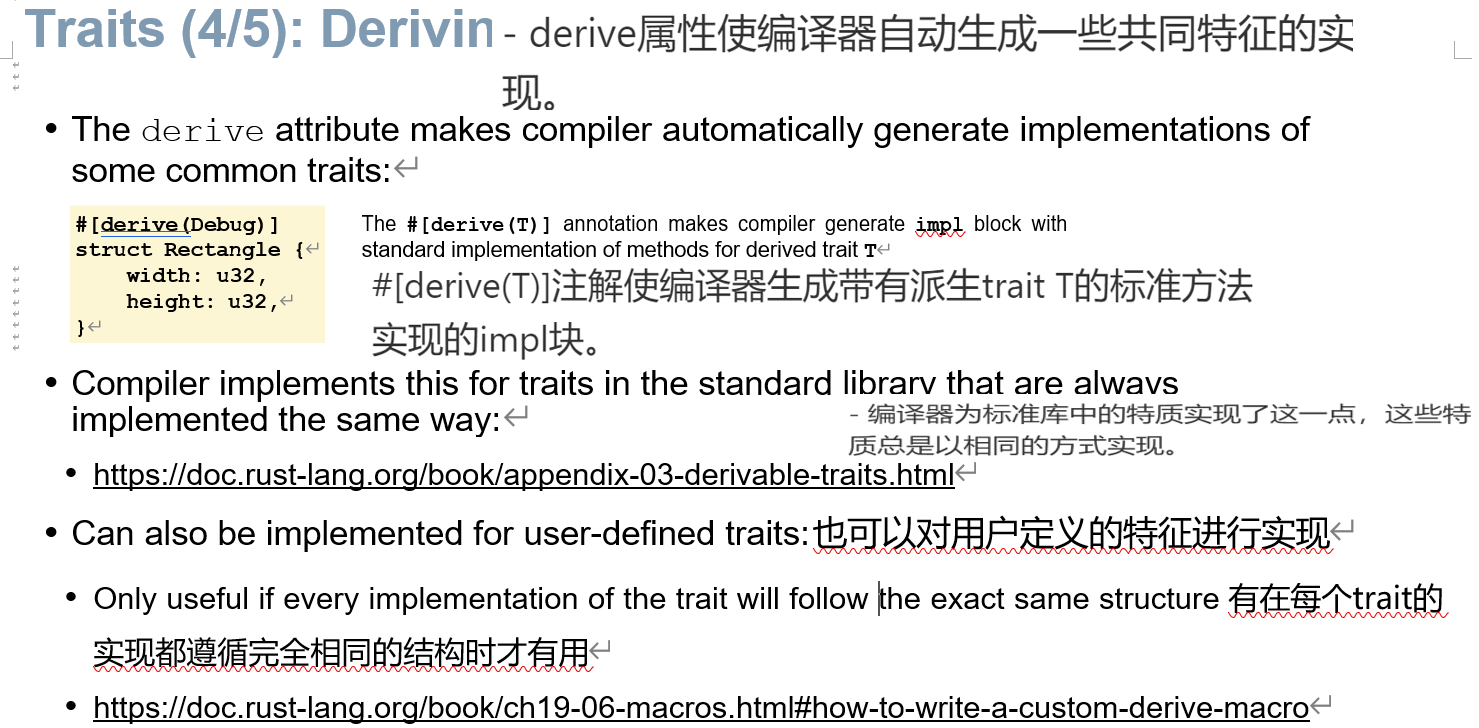 Traits (4/5): Derivin
- derive属性使编译器自动生成一些共同特征的实
现。
• The derive attribute makes compiler automatically generate implementations of
some common traits:
#[derive(Debug)]
struct Rectangle {
width: u32,
height: u32,
}
The #[derive(T)] annotation makes compiler generate impl block with
standard implementation of methods for derived trait T
#[derive(T)]注解使编译器生成带有派生trait T的标准方法
实现的impl块。
• Compiler implements this for traits in the standard library that are always
implemented the same way:
- 编译器为标准库中的特质实现了这一点，这些特
质总是以相同的方式实现。
• https://doc.rust-lang.org/book/appendix-03-derivable-traits.html
• Can also be implemented for user-defined traits:也可以对用户定义的特征进行实现
• Only useful if every implementation of the trait will follow the exact same structure 有在每个trait的
实现都遵循完全相同的结构时才有用
• https://doc.rust-lang.org/book/ch19-06-macros.html#how-to-write-a-custom-derive-macro